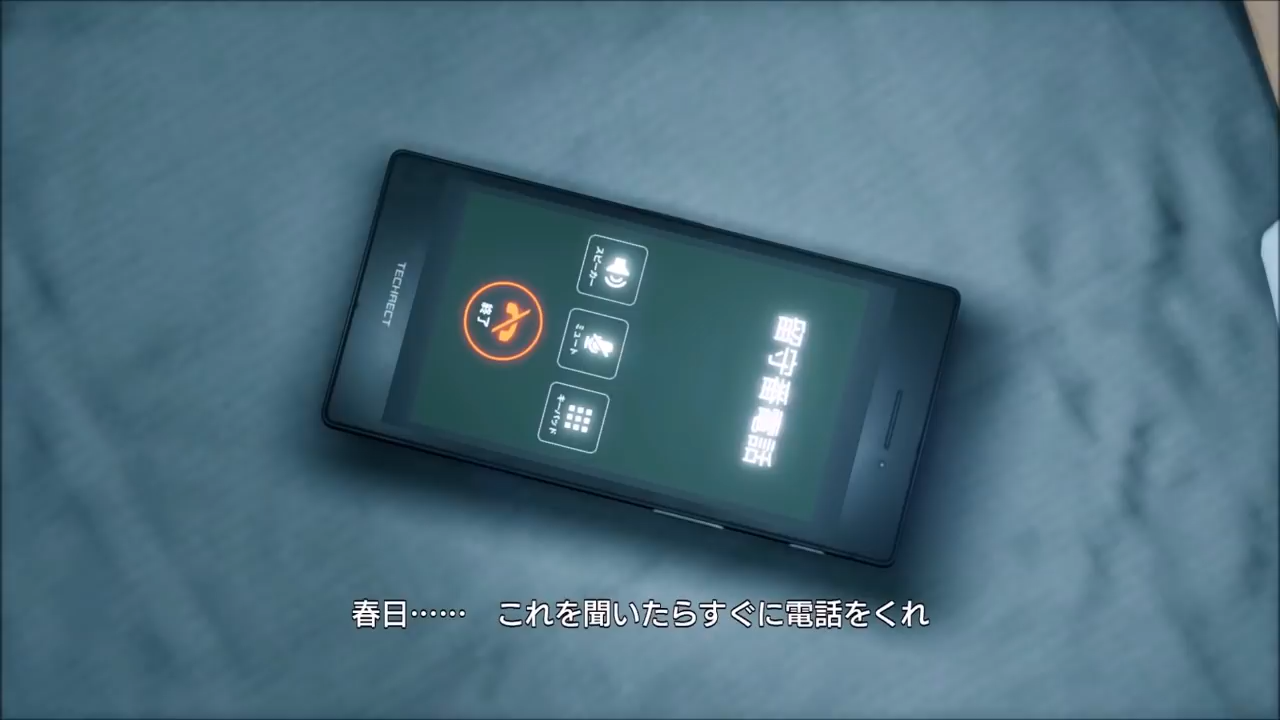 留守番電話
スピーカー
ミュート
キーパッド
終了
TECHRECT
春日…… これを聞いたらすぐに電話をくれ